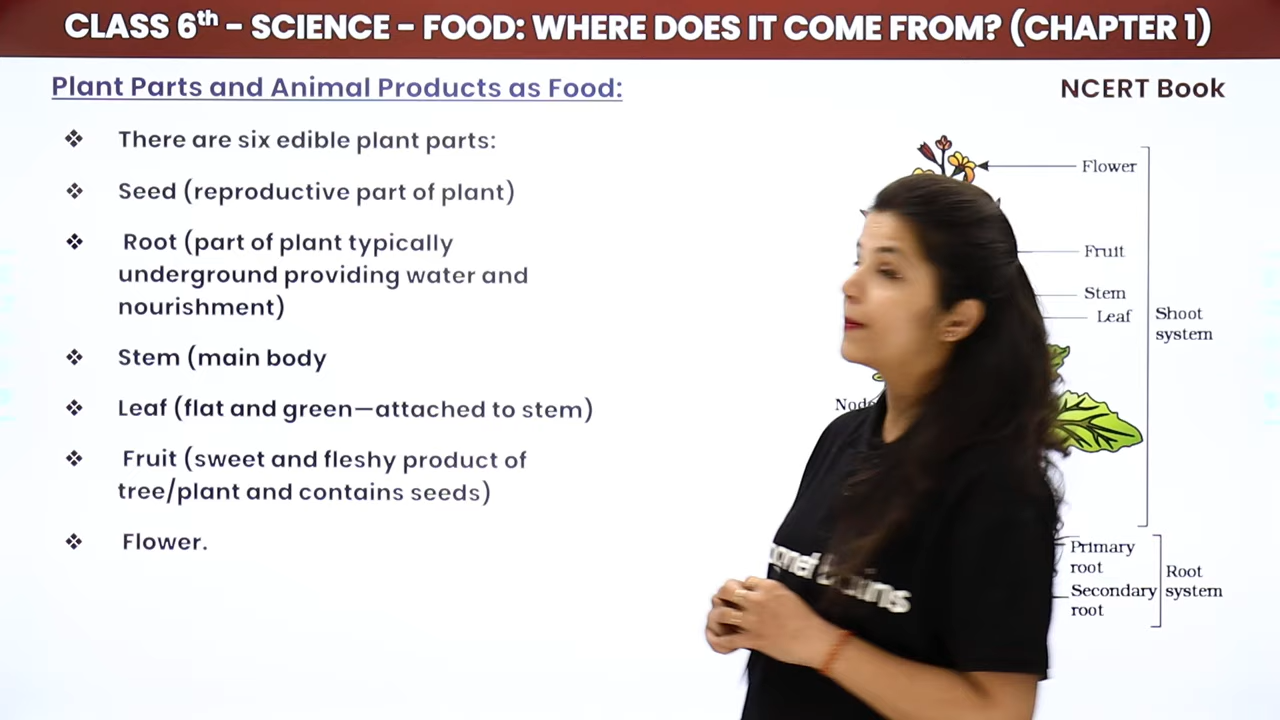 CLASS 6th – SCIENCE – FOOD: WHERE DOES IT COME FROM? (CHAPTER 1)
Plant Parts and Animal Products as Food:
NCERT Book
❖ There are six edible plant parts:
❖ Seed (reproductive part of plant)
❖ Root (part of plant typically
underground providing water and
nourishment)
❖ Stem (main body
❖ Leaf (flat and green—attached to stem)
❖ Fruit (sweet and fleshy product of
tree/plant and contains seeds)
❖ Flower.
Flower
Fruit
Stem
Leaf
Shoot
system
Node
Primary
root
Secondary
root
Root
system